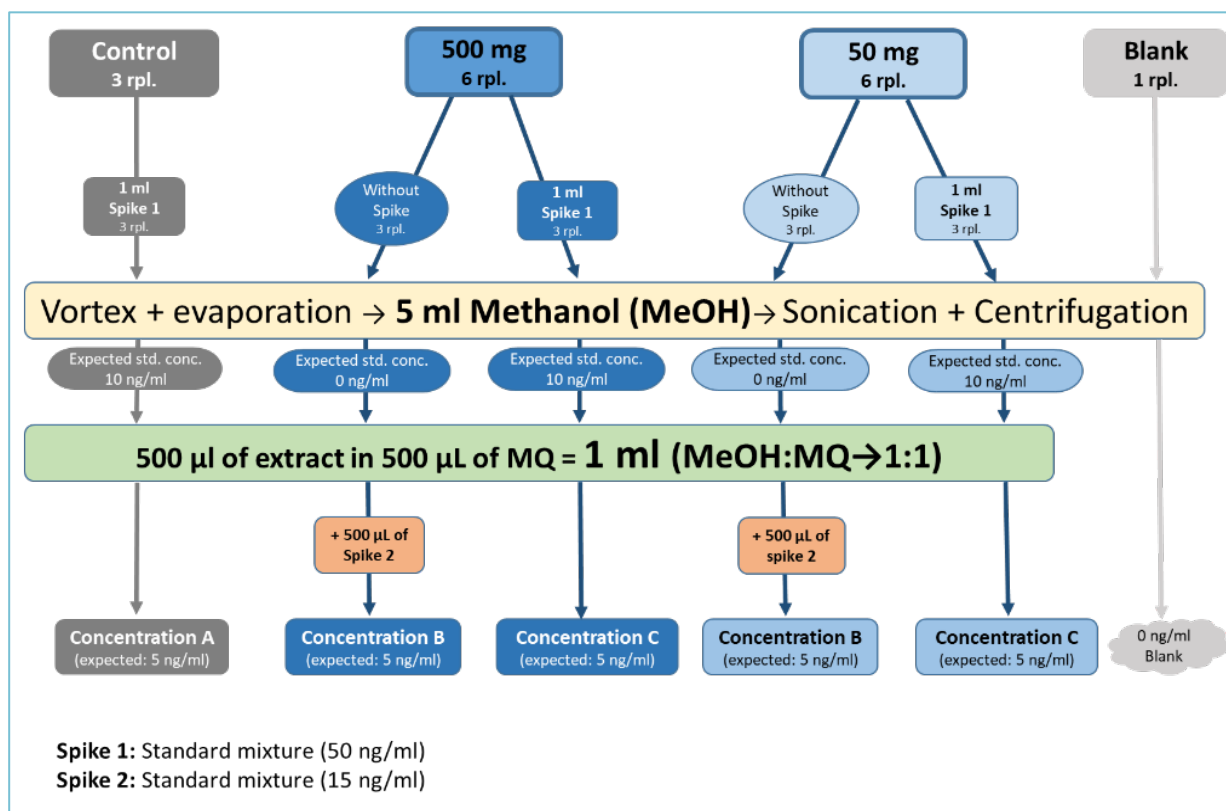 Control
3 rpl.
500 mg
6 rpl.
50 mg
6 rpl.
Blank
1 rpl.
1 ml
Spike 1
3 rpl.
Without
Spike
3 rpl.
1 ml
Spike 1
3 rpl.
Without
Spike
3 rpl.
1 ml
Spike 1
3 rpl.
Vortex + evaporation → 5 ml Methanol (MeOH) → Sonication + Centrifugation
Expected std. conc.
10 ng/ml
Expected std. conc.
0 ng/ml
Expected std. conc.
10 ng/ml
Expected std. conc.
0 ng/ml
Expected std. conc.
10 ng/ml
500 µl of extract in 500 µL of MQ = 1 ml (MeOH:MQ→1:1)
+ 500 µL of
Spike 2
+ 500 µL of
spike 2
Concentration A
(expected: 5 ng/ml)
Concentration B
(expected: 5 ng/ml)
Concentration C
(expected: 5 ng/ml)
Concentration B
(expected: 5 ng/ml)
Concentration C
(expected: 5 ng/ml)
0 ng/ml
Blank
Spike 1: Standard mixture (50 ng/ml)
Spike 2: Standard mixture (15 ng/ml)